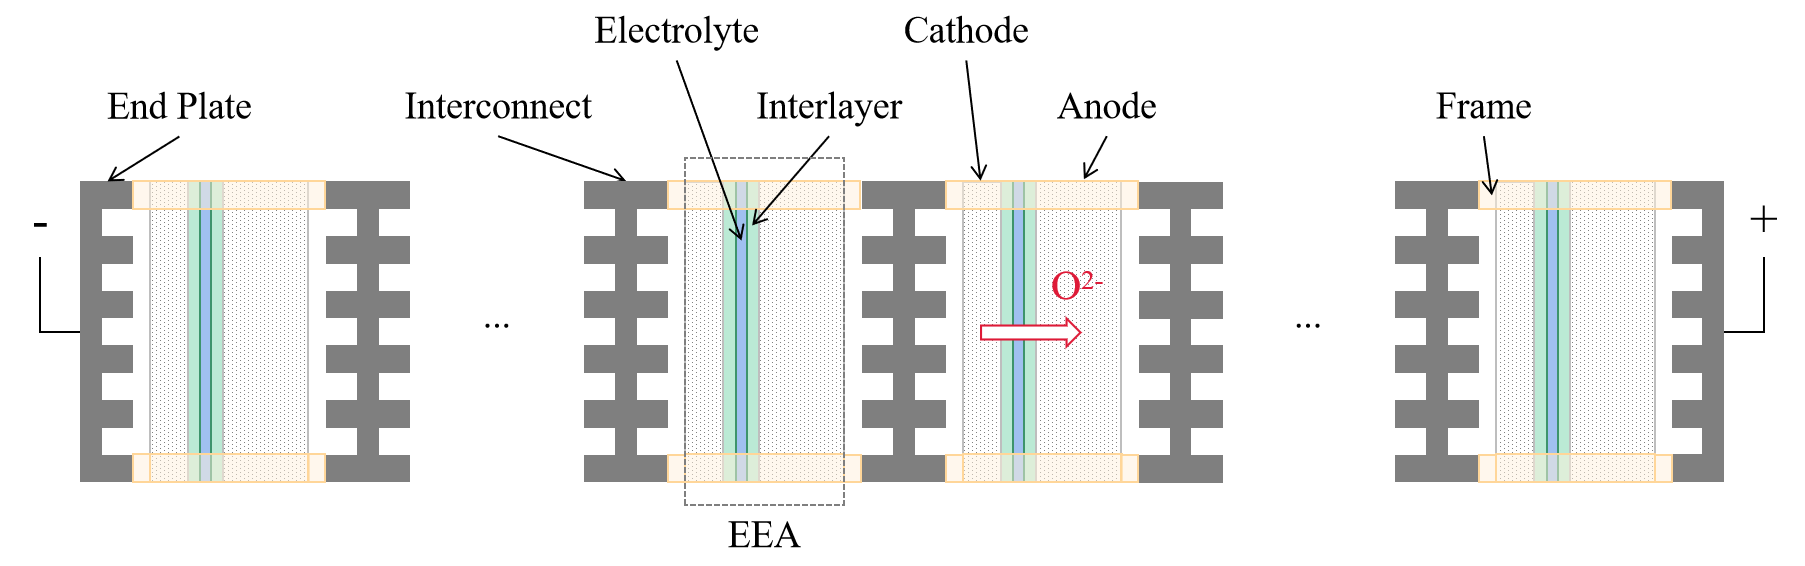 Electrolyte
Cathode
End Plate
Interconnect
Interlayer
Anode
Frame
-
+
O²⁻
...
...
EEA